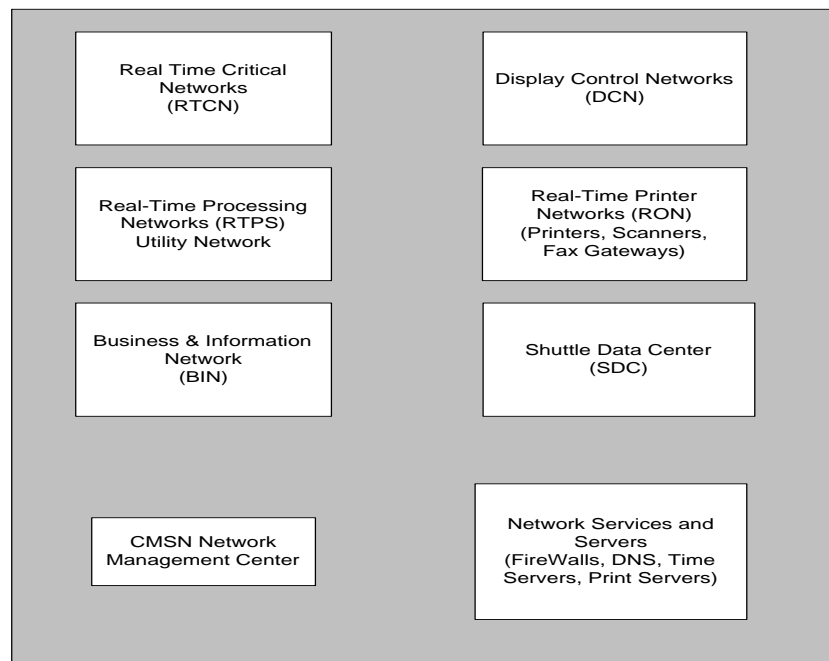 Real Time Critical
Networks
(RTCN)
Display Control Networks
(DCN)
Real-Time Processing
Networks (RTPS)
Utility Network
Real-Time Printer
Networks (RON)
(Printers, Scanners,
Fax Gateways)
Business & Information
Network
(BIN)
Shuttle Data Center
(SDC)
CMSN Network
Management Center
Network Services and
Servers
(FireWalls, DNS, Time
Servers, Print Servers)